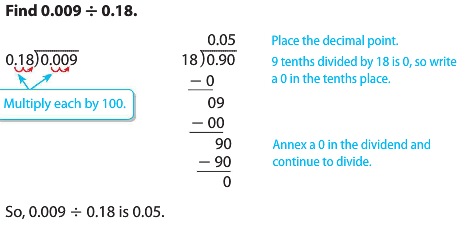 Find 0.009 ÷ 0.18.
0.18)0.009
Multiply each by 100.
0.05
18)0.90
− 0
09
− 00
90
− 90
0
Place the decimal point.
9 tenths divided by 18 is 0, so write
a 0 in the tenths place.
Annex a 0 in the dividend and
continue to divide.
So, 0.009 ÷ 0.18 is 0.05.